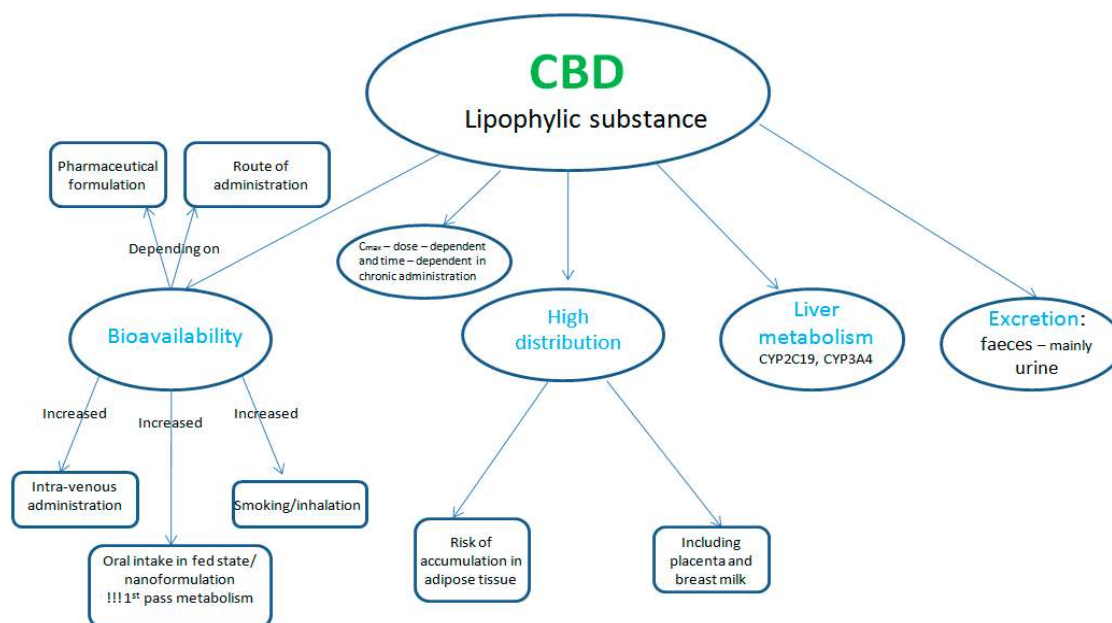 CBD
Lipophylic substance
Pharmaceutical
formulation
Route of
administration
Depending on
Cmax – dose – dependent
and time – dependent in
chronic administration
Bioavailability
High
distribution
Liver
metabolism
CYP2C19, CYP3A4
Excretion:
faeces – mainly
urine
Increased
Increased
Increased
Intra-venous
administration
Smoking/inhalation
Oral intake in fed state/
nanoformulation
!!!1st pass metabolism
Risk of
accumulation in
adipose tissue
Including
placenta and
breast milk